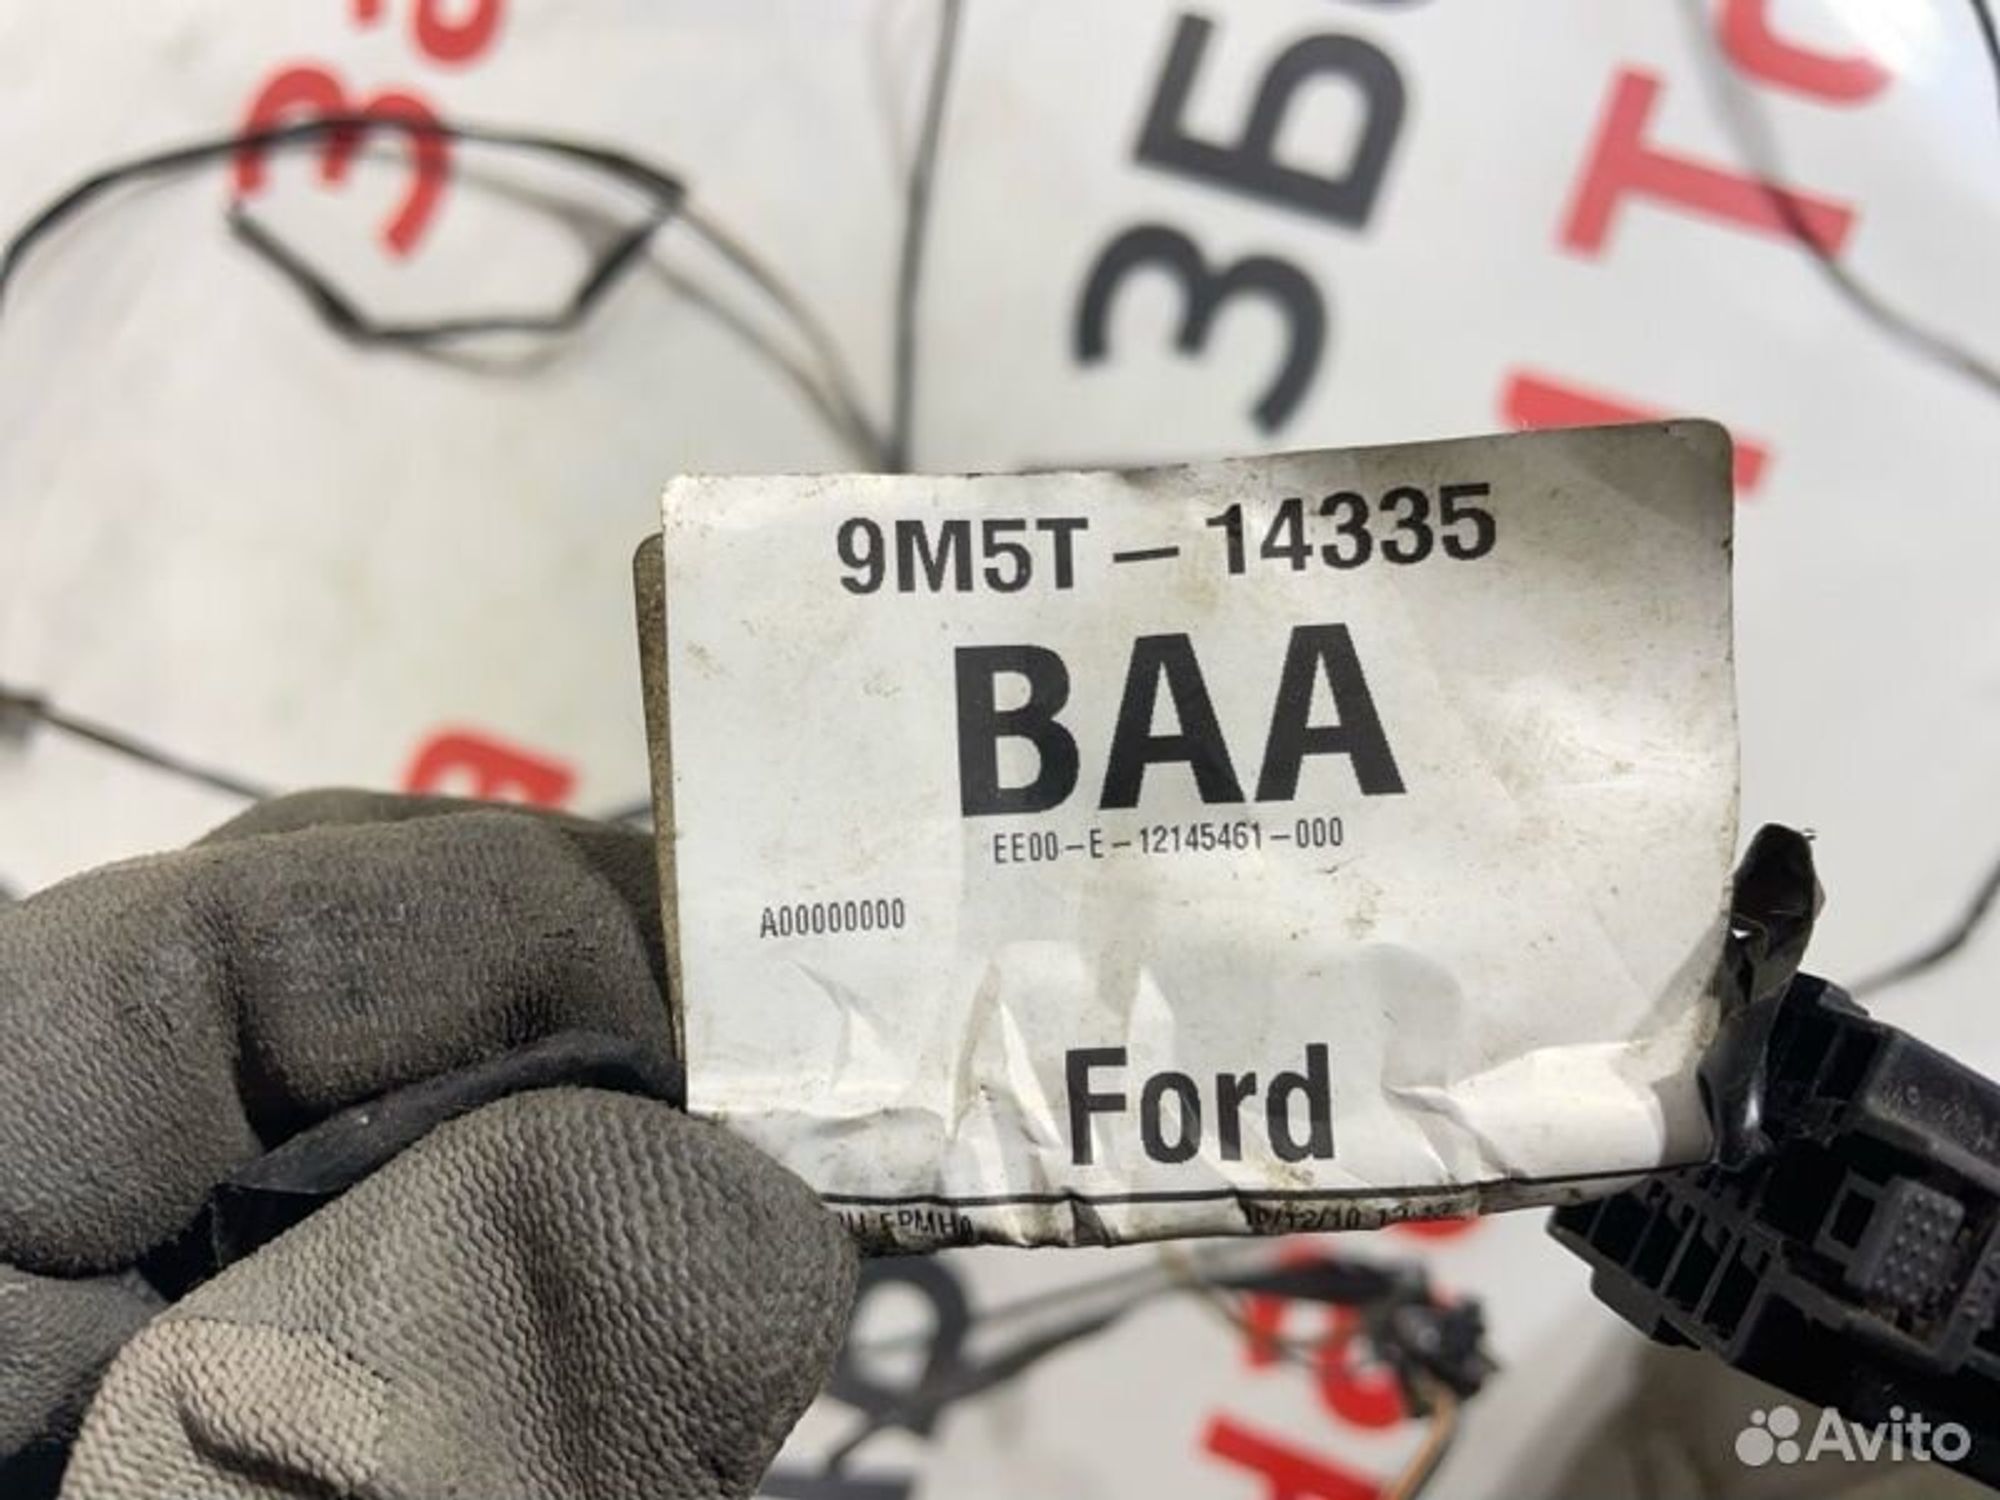 9M5T-14335
BAA
EE00-E-12145461-000
A00000000
Ford
Avito